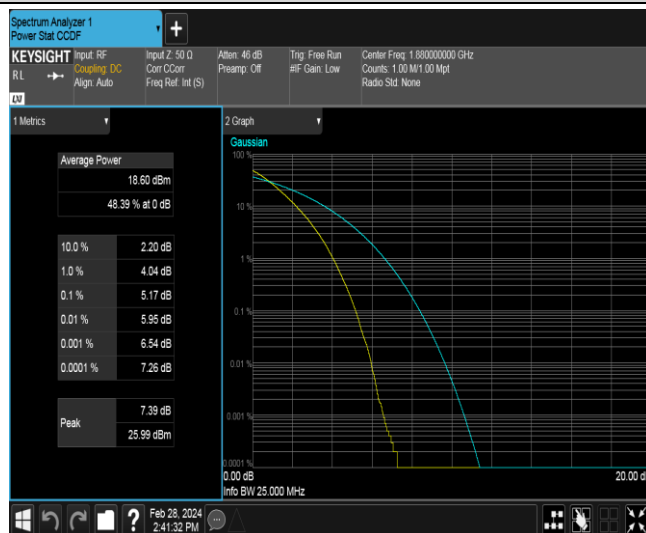 Spectrum Analyzer 1
Power Stat CCDF
+
KEYSIGHT
RL
LXI
Input: RF
Coupling: DC
Align: Auto
Input Z: 50 Ω
Corr CCorr
Freq Ref: Int (S)
Atten: 46 dB
Preamp: Off
Trig: Free Run
#IF Gain: Low
Center Freq: 1.880000000 GHz
Counts: 1.00 M/1.00 Mpt
Radio Std: None
1 Metrics
Average Power
18.60 dBm
48.39 % at 0 dB
10.0 % 2.20 dB
1.0 % 4.04 dB
0.1 % 5.17 dB
0.01 % 5.95 dB
0.001 % 6.54 dB
0.0001 % 7.26 dB
Peak 7.39 dB
25.99 dBm
2 Graph
Gaussian
100 %
10 %
1 %
0.1 %
0.01 %
0.001 %
0.0001 %
0.00 dB 20.00 d
Info BW 25.000 MHz
? Feb 28, 2024
2:41:32 PM